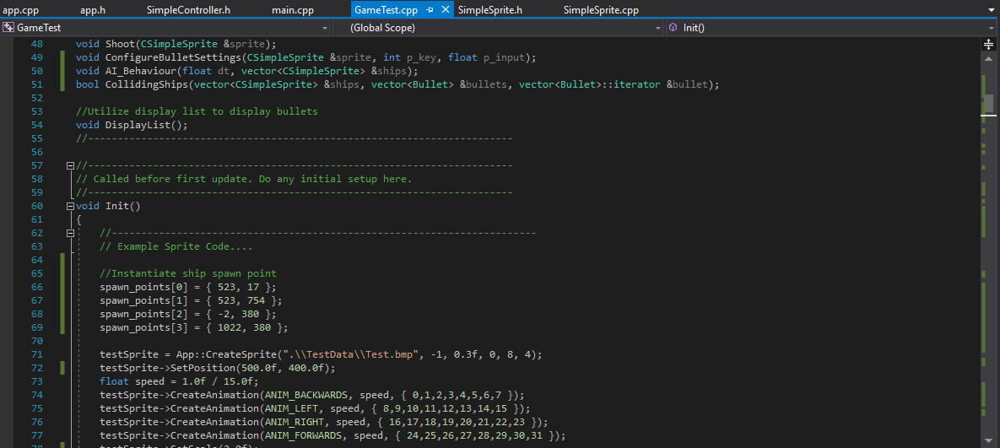 app.cpp app.h SimpleController.h main.cpp GameTest.cpp SimpleSprite.h SimpleSprite.cpp
GameTest (Global Scope) Init()
48 void Shoot(CSimpleSprite &sprite);
49 void ConfigureBulletSettings(CSimpleSprite &sprite, int p_key, float p_input);
50 void AI_Behaviour(float dt, vector<CSimpleSprite> &ships);
51 bool CollidingShips(vector<CSimpleSprite> &ships, vector<Bullet> &bullets, vector<Bullet>::iterator &bullet);
52
53 //Utilize display list to display bullets
54 void DisplayList();
55 //------------------------------------------------------------------------
56
57 //------------------------------------------------------------------------
58 // Called before first update. Do any initial setup here.
59 //------------------------------------------------------------------------
60 void Init()
61 {
62 //------------------------------------------------------------------------
63 // Example Sprite Code....
64
65 //Instantiate ship spawn point
66 spawn_points[0] = { 523, 17 };
67 spawn_points[1] = { 523, 754 };
68 spawn_points[2] = { -2, 380 };
69 spawn_points[3] = { 1022, 380 };
70
71 testSprite = App::CreateSprite(".\\TestData\\Test.bmp", -1, 0.3f, 0, 8, 4);
72 testSprite->SetPosition(500.0f, 400.0f);
73 float speed = 1.0f / 15.0f;
74 testSprite->CreateAnimation(ANIM_BACKWARDS, speed, { 0,1,2,3,4,5,6,7 });
75 testSprite->CreateAnimation(ANIM_LEFT, speed, { 8,9,10,11,12,13,14,15 });
76 testSprite->CreateAnimation(ANIM_RIGHT, speed, { 16,17,18,19,20,21,22,23 });
77 testSprite->CreateAnimation(ANIM_FORWARDS, speed, { 24,25,26,27,28,29,30,31 });